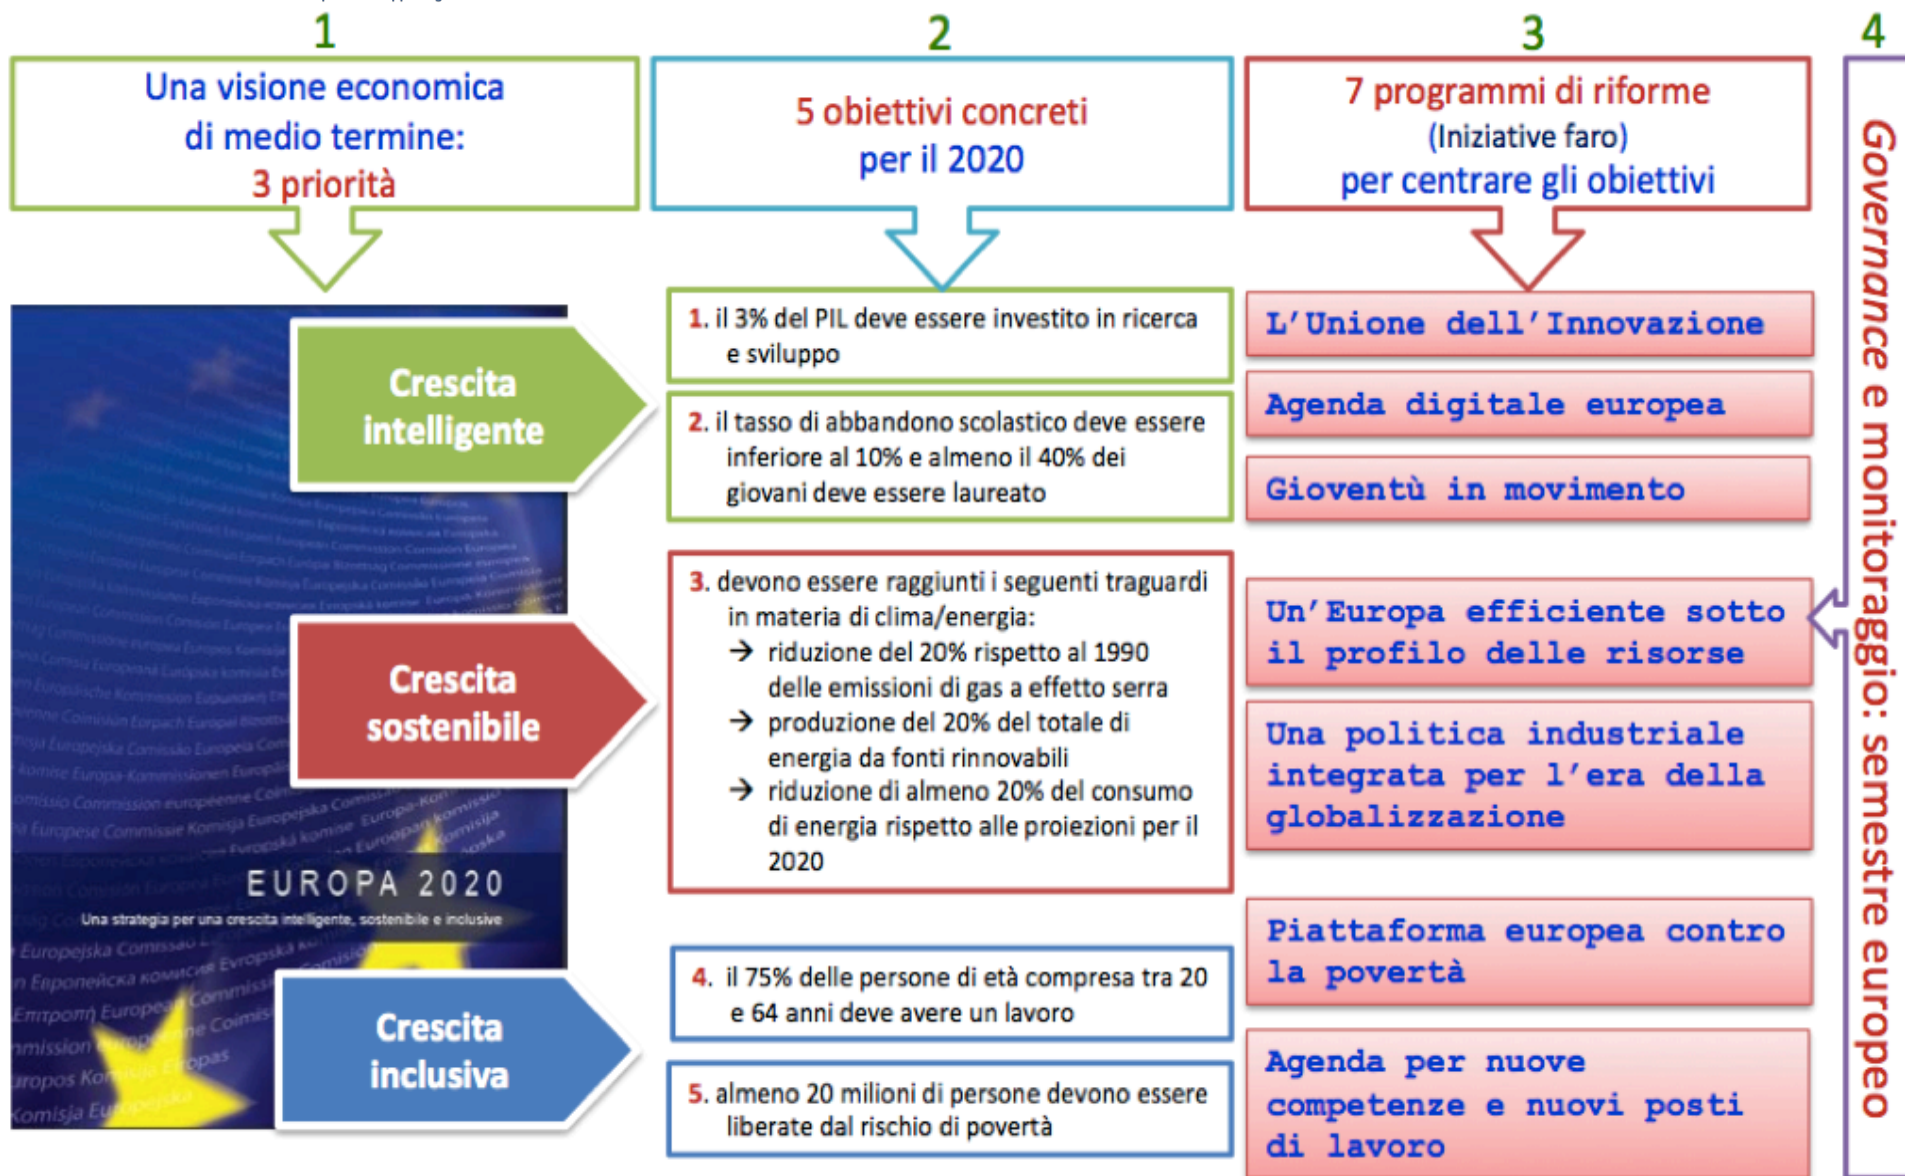 1
Una visione economica
di medio termine:
3 priorità
2
5 obiettivi concreti
per il 2020
3
7 programmi di riforme
(Iniziative faro)
per centrare gli obiettivi
4
Governance e monitoraggio: semestre europeo
Crescita
intelligente
1. il 3% del PIL deve essere investito in ricerca
e sviluppo
2. il tasso di abbandono scolastico deve essere
inferiore al 10% e almeno il 40% dei
giovani deve essere laureato
L'Unione dell'Innovazione
Agenda digitale europea
Gioventù in movimento
Crescita
sostenibile
3. devono essere raggiunti i seguenti traguardi
in materia di clima/energia:
→ riduzione del 20% rispetto al 1990
delle emissioni di gas a effetto serra
→ produzione del 20% del totale di
energia da fonti rinnovabili
→ riduzione di almeno 20% del consumo
di energia rispetto alle proiezioni per il
2020
Un'Europa efficiente sotto
il profilo delle risorse
Una politica industriale
integrata per l'era della
globalizzazione
EUROPA 2020
Una strategia per una crescita intelligente, sostenibile e inclusive
Crescita
inclusiva
4. il 75% delle persone di età compresa tra 20
e 64 anni deve avere un lavoro
5. almeno 20 milioni di persone devono essere
liberate dal rischio di povertà
Piattaforma europea contro
la povertà
Agenda per nuove
competenze e nuovi posti
di lavoro